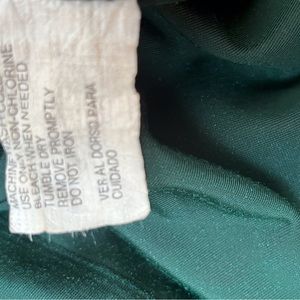 MACHINE
USE ONLY NON-CHLORINE
BLEACH WHEN NEEDED
TUMBLE DRY
REMOVE PROMPTLY
DO NOT IRON
VER AL DORSO PARA
CUIDADO